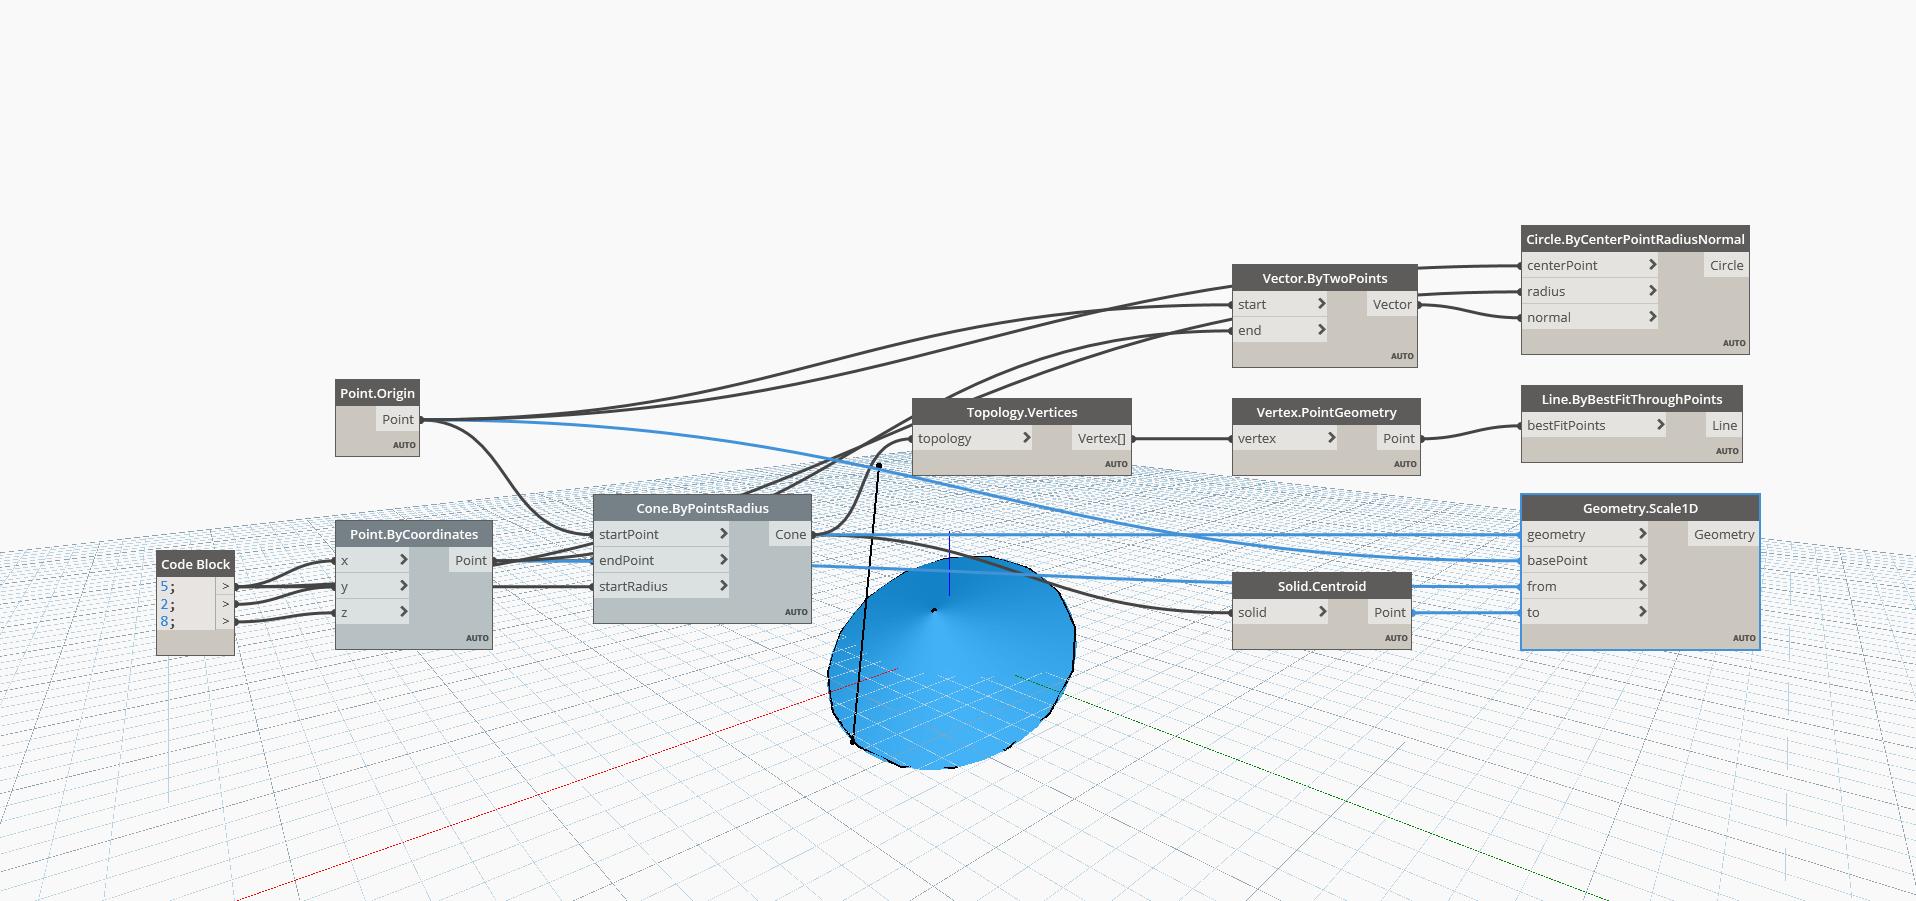 Circle.ByCenterPointRadiusNormal
centerPoint > Circle
radius >
normal >
AUTO
Vector.ByTwoPoints
start > Vector
end >
AUTO
Point.Origin
Point
AUTO
Topology.Vertices
topology > Vertex[]
AUTO
Vertex.PointGeometry
vertex > Point
AUTO
Line.ByBestFitThroughPoints
bestFitPoints > Line
AUTO
Code Block
5; >
2; >
8; >
Point.ByCoordinates
x > Point
y >
z >
AUTO
Cone.ByPointsRadius
startPoint > Cone
endPoint >
startRadius >
AUTO
Solid.Centroid
solid > Point
AUTO
Geometry.Scale1D
geometry > Geometry
basePoint >
from >
to >
AUTO